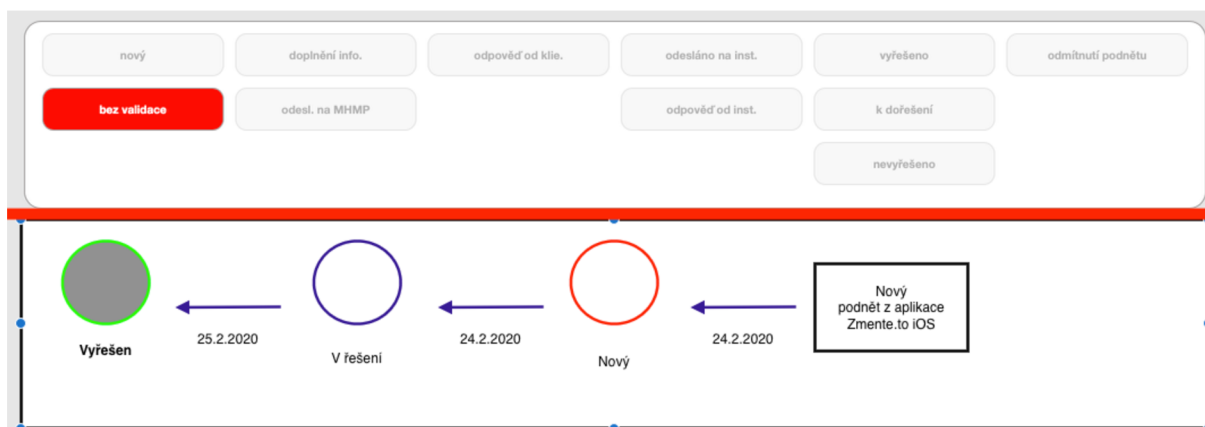 nový
doplnění info.
odpověď od klie.
odesláno na inst.
vyřešeno
odmítnutí podnětu
bez validace
odesl. na MHMP
odpověď od inst.
k dořešení
nevyřešeno
Nový
podnět z aplikace
Zmente.to iOS
25.2.2020
24.2.2020
24.2.2020
Vyřešen
V řešení
Nový